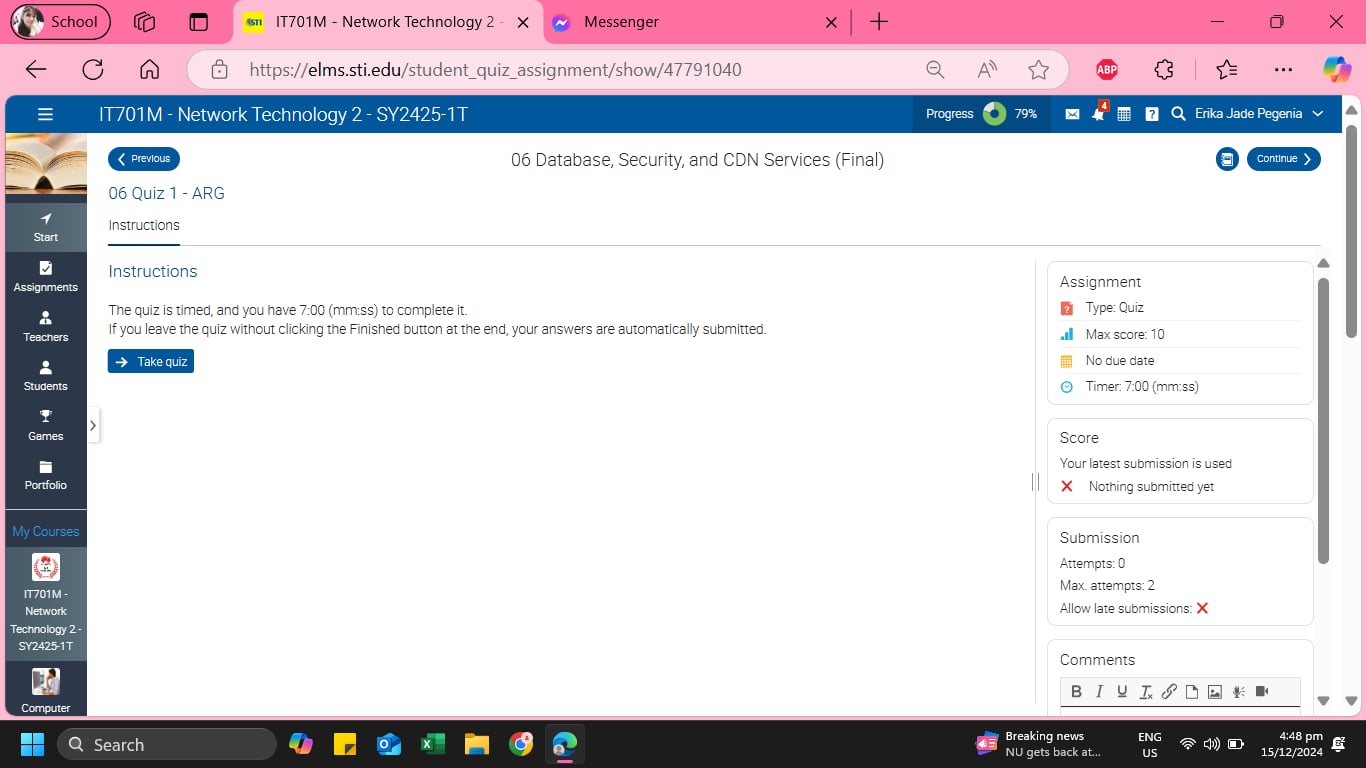 School
STI
IT701M - Network Technology 2 -
Messenger
https://elms.sti.edu/student_quiz_assignment/show/47791040
ABP
IT701M - Network Technology 2 - SY2425-1T
Progress
79%
4
Erika Jade Pegenia
Previous
06 Database, Security, and CDN Services (Final)
Continue
06 Quiz 1 - ARG
Instructions
Instructions
The quiz is timed, and you have 7:00 (mm:ss) to complete it.
If you leave the quiz without clicking the Finished button at the end, your answers are automatically submitted.
Take quiz
Start
Assignments
Teachers
Students
Games
Portfolio
My Courses
IT701M -
Network
Technology 2 -
SY2425-1T
Computer
Assignment
Type: Quiz
Max score: 10
No due date
Timer: 7:00 (mm:ss)
Score
Your latest submission is used
Nothing submitted yet
Submission
Attempts: 0
Max. attempts: 2
Allow late submissions:
Comments
B I U Tx
Search
Breaking news
NU gets back at...
ENG
US
4:48 pm
15/12/2024